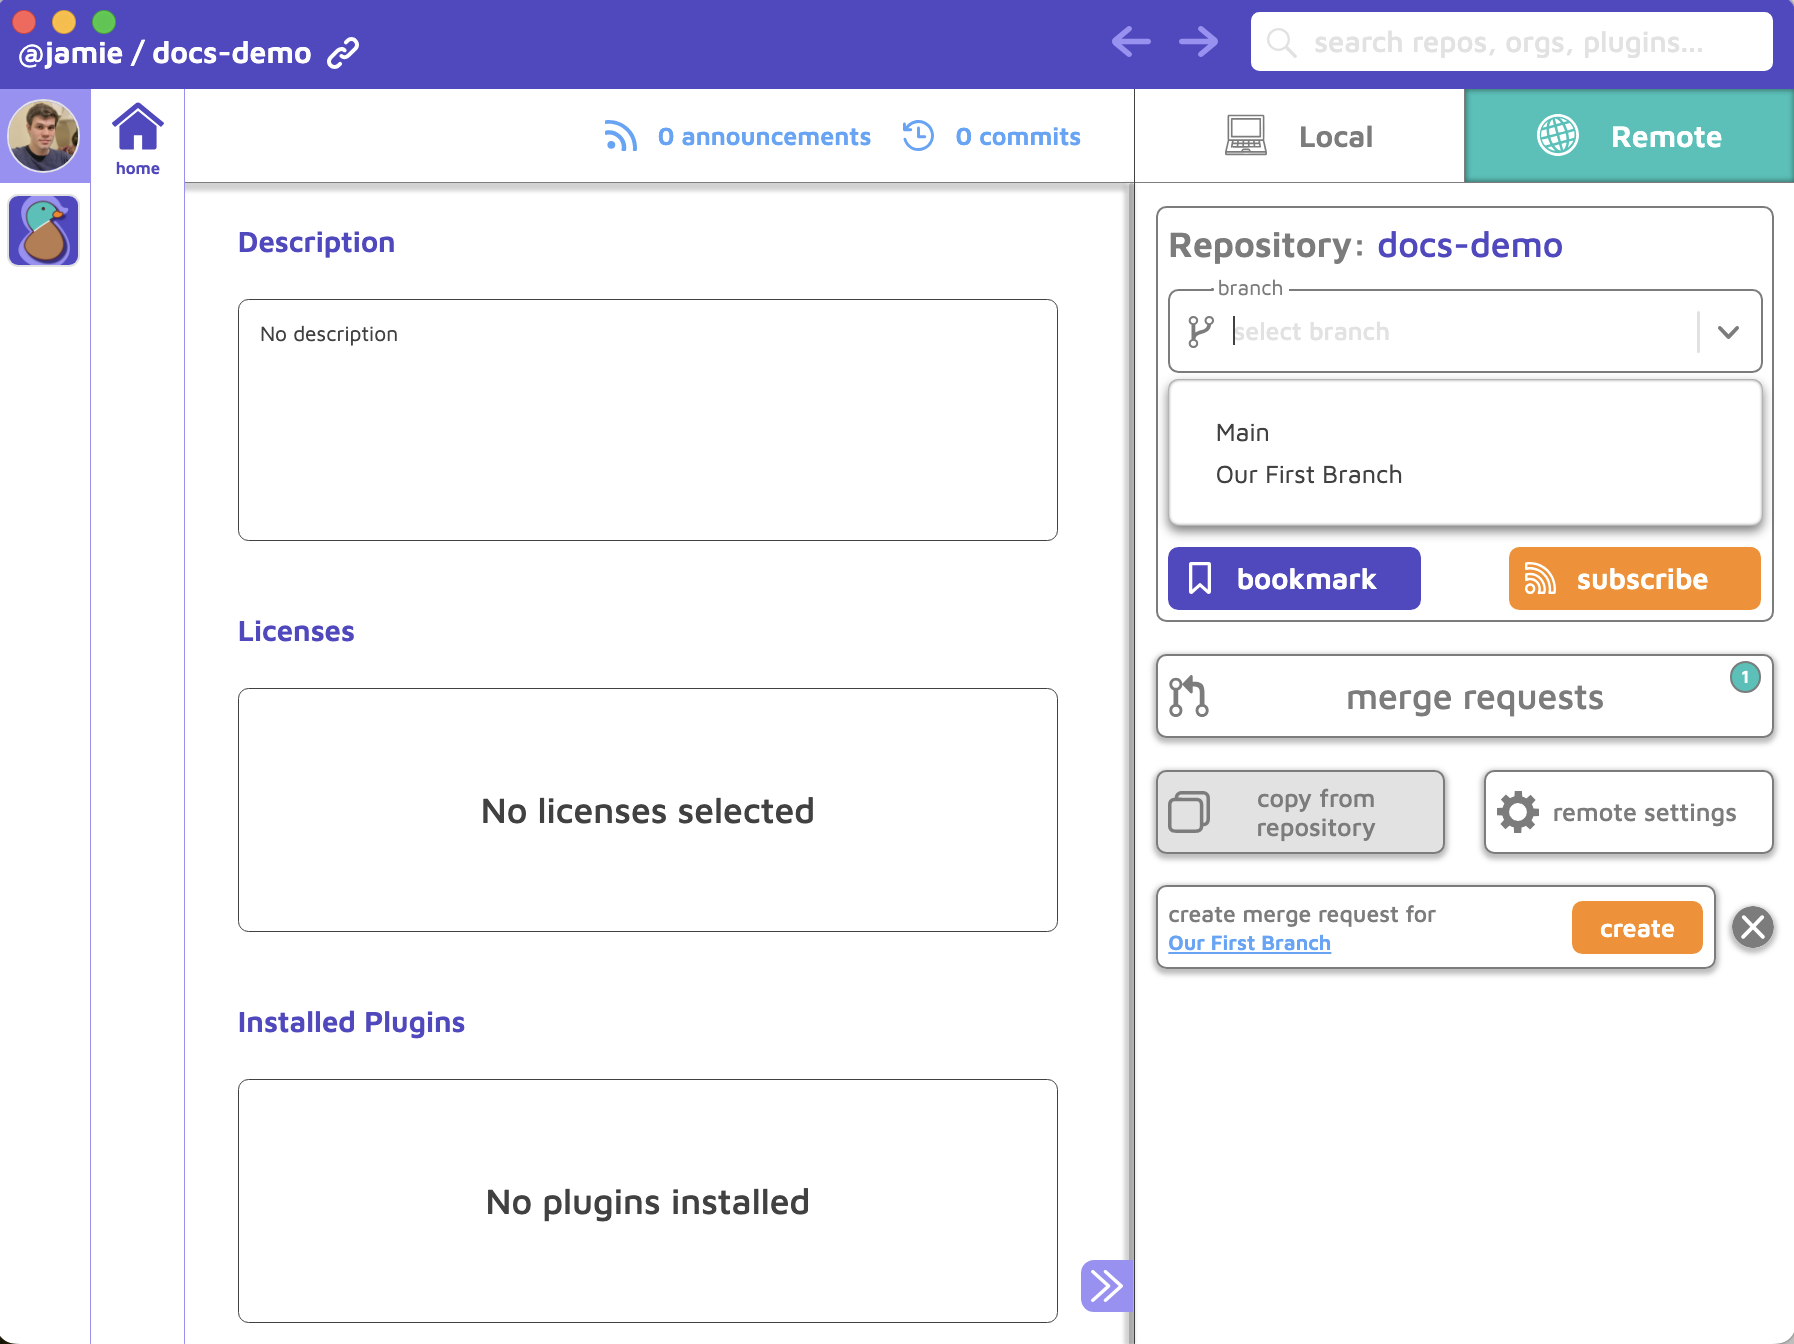 @jamie / docs-demo
search repos, orgs, plugins...
home
0 announcements
0 commits
Local
Remote
Description
No description
Licenses
No licenses selected
Installed Plugins
No plugins installed
Repository: docs-demo
branch
select branch
Main
Our First Branch
bookmark
subscribe
merge requests
1
copy from
repository
remote settings
create merge request for
Our First Branch
create